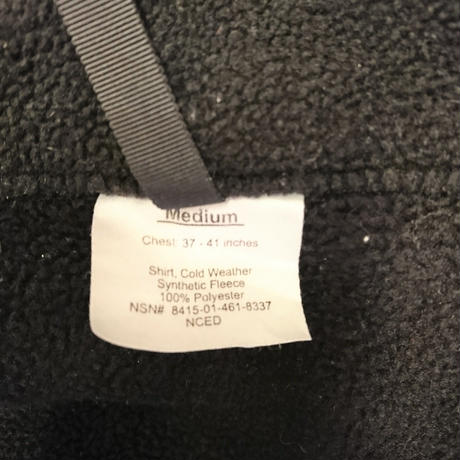 Medium
Chest: 37 - 41 inches
Shirt, Cold Weather
Synthetic Fleece
100% Polyester
NSN# 8415-01-461-8337
NCED